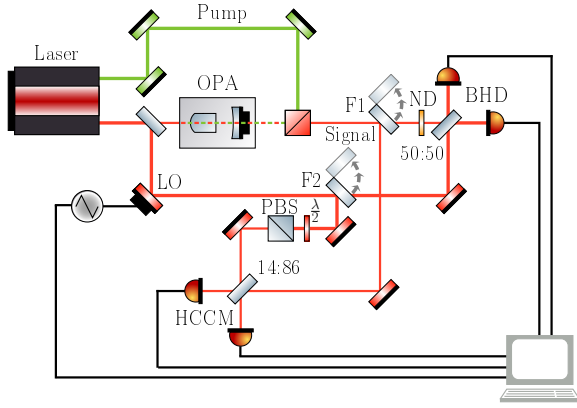 Pump
Laser
OPA
F1
ND
BHD
Signal
50:50
LO
F2
PBS
λ/2
14:86
HCCM